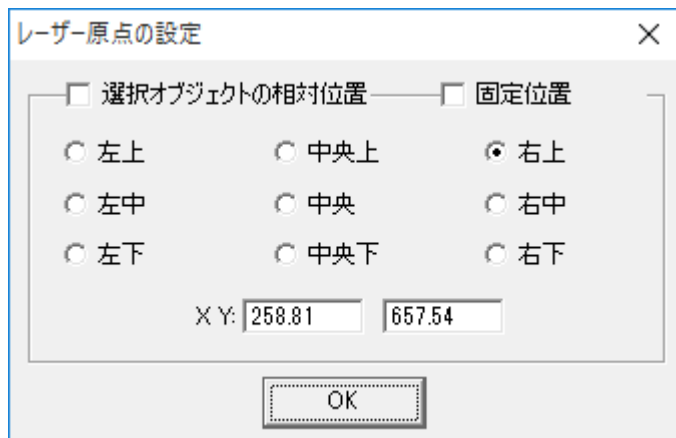 レーザー原点の設定
選択オブジェクトの相対位置 固定位置
左上 中央上 右上
左中 中央 右中
左下 中央下 右下
X Y: 258.81 657.54
OK